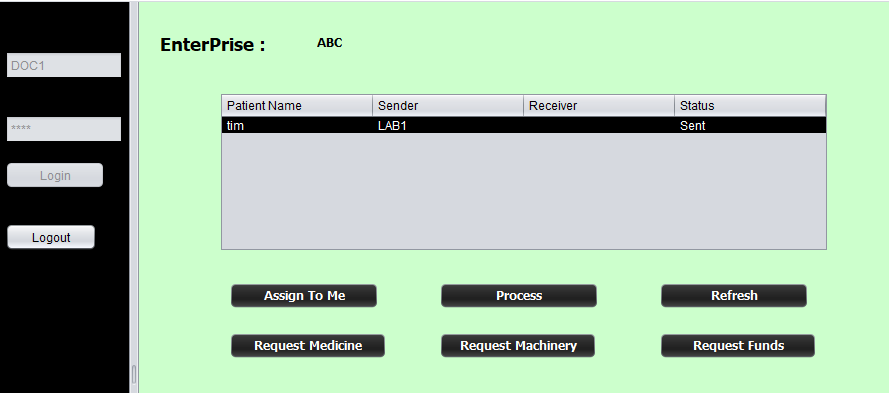 DOC1
****
Login
Logout
EnterPrise : ABC
Patient Name Sender Receiver Status
tim LAB1 Sent
Assign To Me Process Refresh
Request Medicine Request Machinery Request Funds